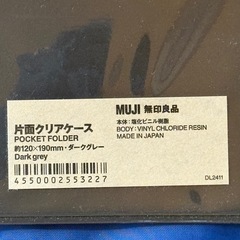 片面クリアケース
POCKET FOLDER
約120×190mm・ダークグレー
Dark grey
4550002553227
MUJI 無印良品
本体：塩化ビニル樹脂
BODY: VINYL CHLORIDE RESIN
MADE IN JAPAN
DL2411